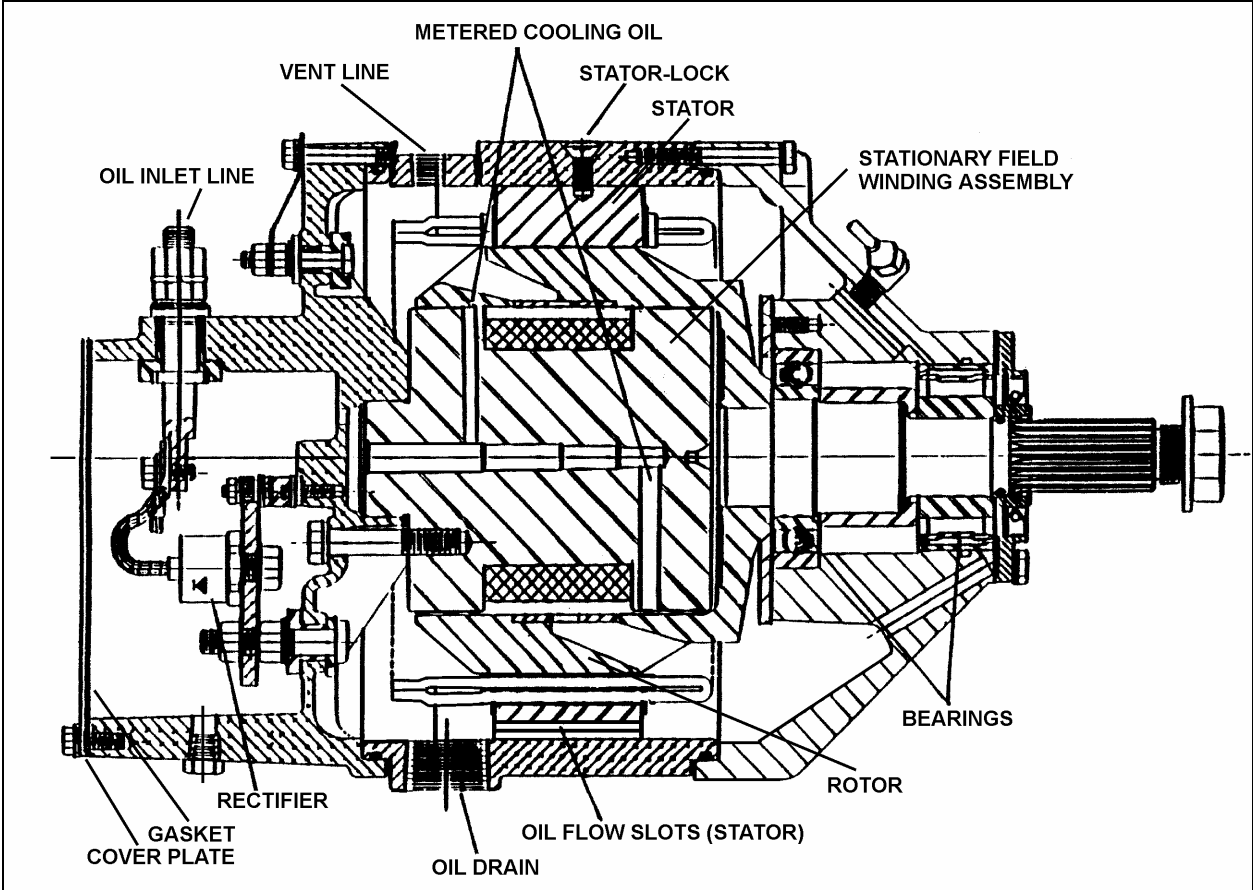 METERED COOLING OIL
VENT LINE
STATOR-LOCK
STATOR
OIL INLET LINE
STATIONARY FIELD
WINDING ASSEMBLY
BEARINGS
ROTOR
RECTIFIER
OIL FLOW SLOTS (STATOR)
GASKET
COVER PLATE
OIL DRAIN